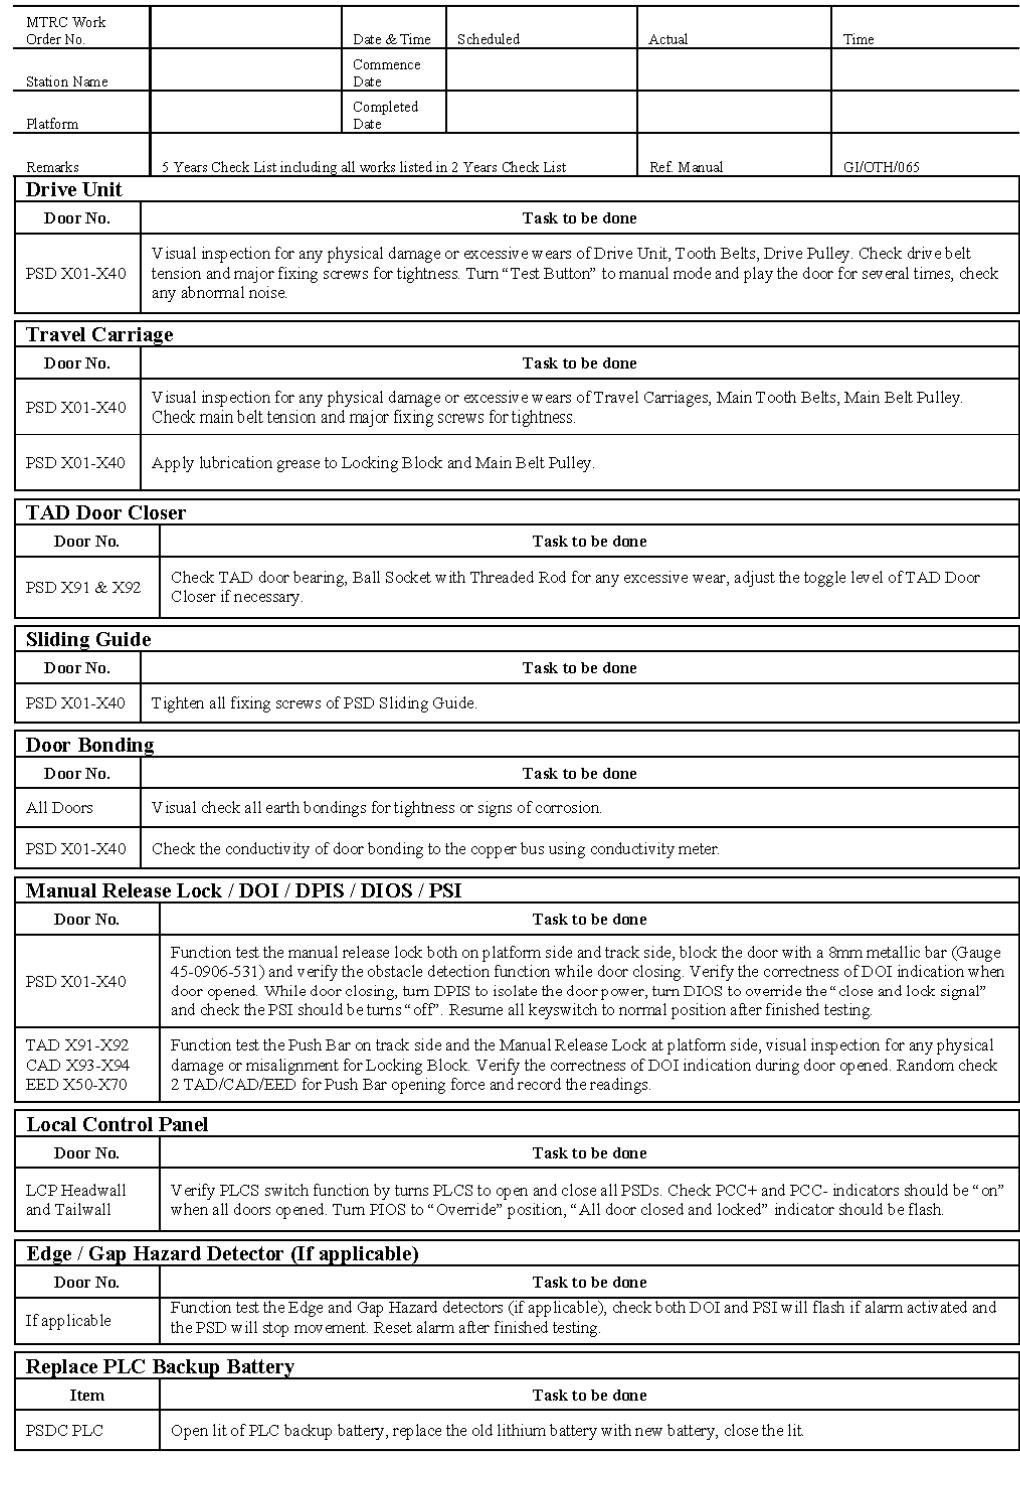 MTRC Work
Order No.
Date & Time
Scheduled
Actual
Time
Station Name
Commence
Date
Platform
Completed
Date
Remarks
5 Years Check List including all works listed in 2 Years Check List
Ref. Manual
GI/OTH/065
Drive Unit
Door No.
Task to be done
PSD X01-X40
Visual inspection for any physical damage or excessive wears of Drive Unit, Tooth Belts, Drive Pulley. Check drive belt
tension and major fixing screws for tightness. Turn “Test Button” to manual mode and play the door for several times, check
any abnormal noise.
Travel Carriage
Door No.
Task to be done
PSD X01-X40
Visual inspection for any physical damage or excessive wears of Travel Carriages, Main Tooth Belts, Main Belt Pulley.
Check main belt tension and major fixing screws for tightness.
PSD X01-X40
Apply lubrication grease to Locking Block and Main Belt Pulley.
TAD Door Closer
Door No.
Task to be done
PSD X91 & X92
Check TAD door bearing, Ball Socket with Threaded Rod for any excessive wear, adjust the toggle level of TAD Door
Closer if necessary.
Sliding Guide
Door No.
Task to be done
PSD X01-X40
Tighten all fixing screws of PSD Sliding Guide.
Door Bonding
Door No.
Task to be done
All Doors
Visual check all earth bondings for tightness or signs of corrosion.
PSD X01-X40
Check the conductivity of door bonding to the copper bus using conductivity meter.
Manual Release Lock / DOI / DPIS / DIOS / PSI
Door No.
Task to be done
PSD X01-X40
Function test the manual release lock both on platform side and track side, block the door with a 8mm metallic bar (Gauge
45-0906-531) and verify the obstacle detection function while door closing. Verify the correctness of DOI indication when
door opened. While door closing, turn DPIS to isolate the door power, turn DIOS to override the “close and lock signal”
and check the PSI should be turns “off”. Resume all keyswitch to normal position after finished testing.
TAD X91-X92
CAD X93-X94
EED X50-X70
Function test the Push Bar on track side and the Manual Release Lock at platform side, visual inspection for any physical
damage or misalignment for Locking Block. Verify the correctness of DOI indication during door opened. Random check
2 TAD/CAD/EED for Push Bar opening force and record the readings.
Local Control Panel
Door No.
Task to be done
LCP Headwall
and Tailwall
Verify PLCS switch function by turns PLCS to open and close all PSDs. Check PCC+ and PCC- indicators should be “on”
when all doors opened. Turn PIOS to “Override” position, “All door closed and locked” indicator should be flash.
Edge / Gap Hazard Detector (If applicable)
Door No.
Task to be done
If applicable
Function test the Edge and Gap Hazard detectors (if applicable), check both DOI and PSI will flash if alarm activated and
the PSD will stop movement. Reset alarm after finished testing.
Replace PLC Backup Battery
Item
Task to be done
PSDC PLC
Open lit of PLC backup battery, replace the old lithium battery with new battery, close the lit.